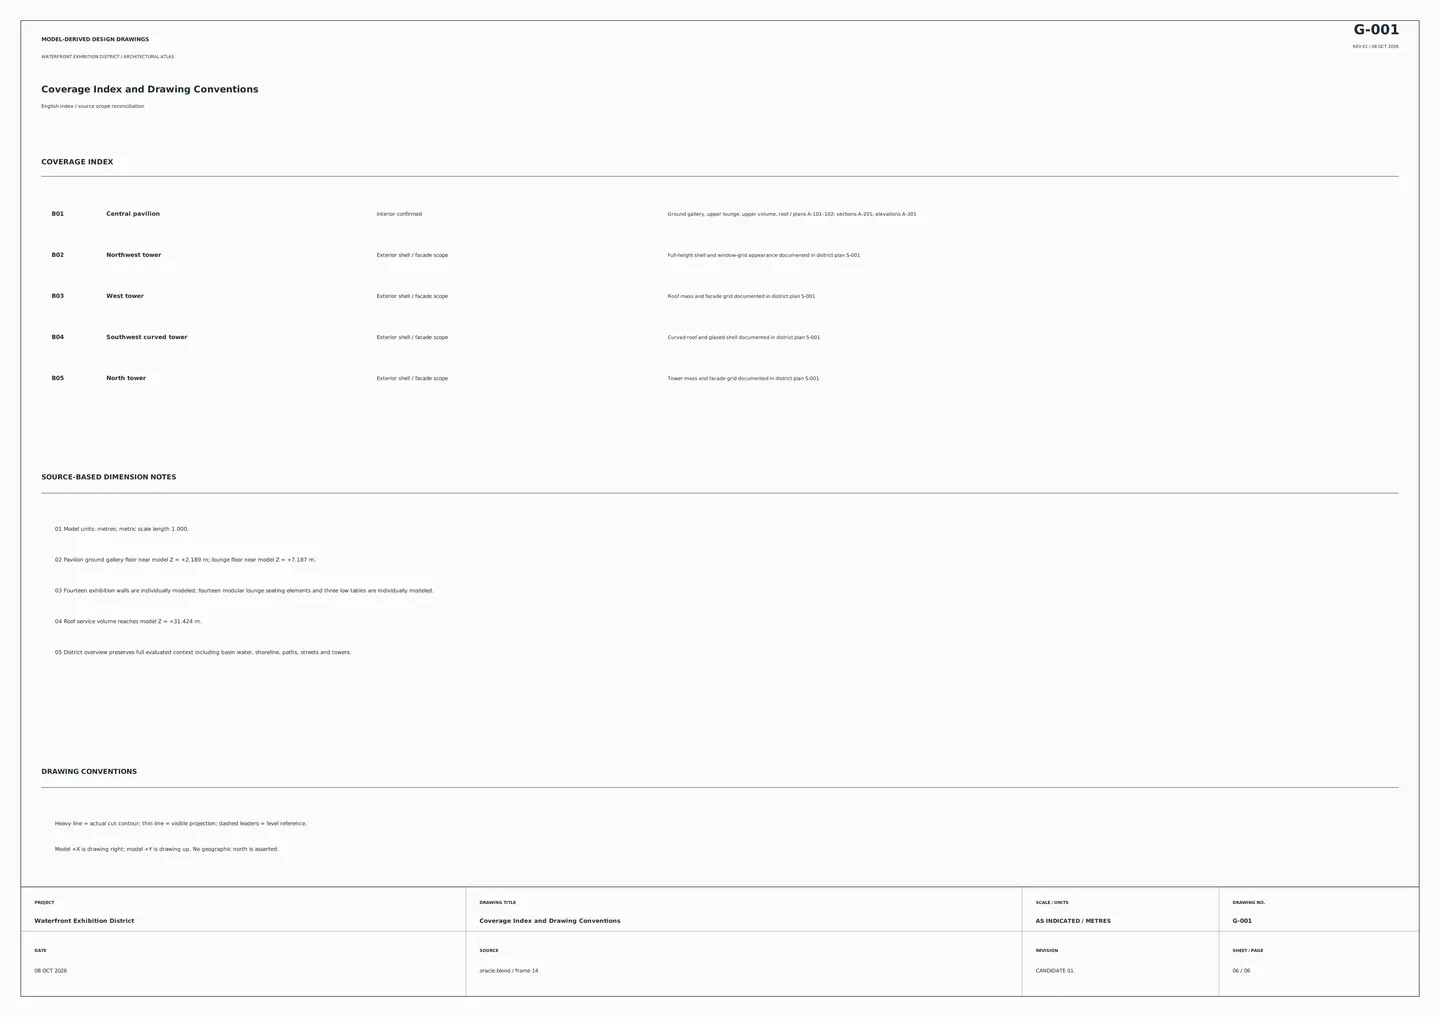 MODEL-DERIVED DESIGN DRAWINGS
G-001
WATERFRONT EXHIBITION DISTRICT / ARCHITECTURAL ATLAS
REV 01 / 08 OCT 2026
Coverage Index and Drawing Conventions
English index / source scope reconciliation
COVERAGE INDEX
B01 Central pavilion Interior confirmed Ground gallery, upper lounge, upper volume, roof / plans A-101–102; sections A-201; elevations A-301
B02 Northwest tower Exterior shell / facade scope Full-height shell and window-grid appearance documented in district plan S-001
B03 West tower Exterior shell / facade scope Roof mass and facade grid documented in district plan S-001
B04 Southwest curved tower Exterior shell / facade scope Curved roof and glazed shell documented in district plan S-001
B05 North tower Exterior shell / facade scope Tower mass and facade grid documented in district plan S-001
SOURCE-BASED DIMENSION NOTES
01 Model units: metres; metric scale length 1.000.
02 Pavilion ground gallery floor near model Z = +2.189 m; lounge floor near model Z = +7.187 m.
03 Fourteen exhibition walls are individually modeled; fourteen modular lounge seating elements and three low tables are individually modeled.
04 Roof service volume reaches model Z = +31.424 m.
05 District overview preserves full evaluated context including basin water, shoreline, paths, streets and towers.
DRAWING CONVENTIONS
Heavy line = actual cut contour; thin line = visible projection; dashed leaders = level reference.
Model +X is drawing right; model +Y is drawing up. No geographic north is asserted.
PROJECT DRAWING TITLE SCALE / UNITS DRAWING NO.
Waterfront Exhibition District Coverage Index and Drawing Conventions AS INDICATED / METRES G-001
DATE SOURCE REVISION SHEET / PAGE
08 OCT 2026 oracle.blend / frame 14 CANDIDATE 01 06 / 06